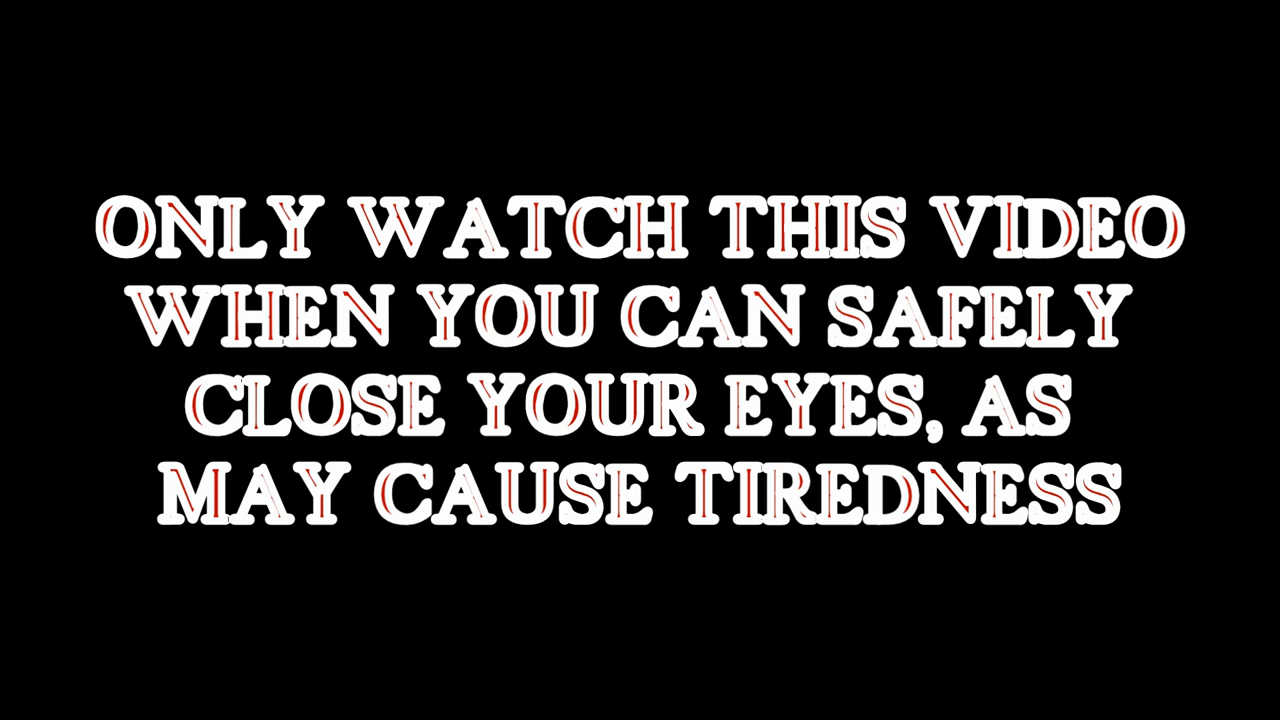 ONLY WATCH THIS VIDEO
WHEN YOU CAN SAFELY
CLOSE YOUR EYES, AS
MAY CAUSE TIREDNESS